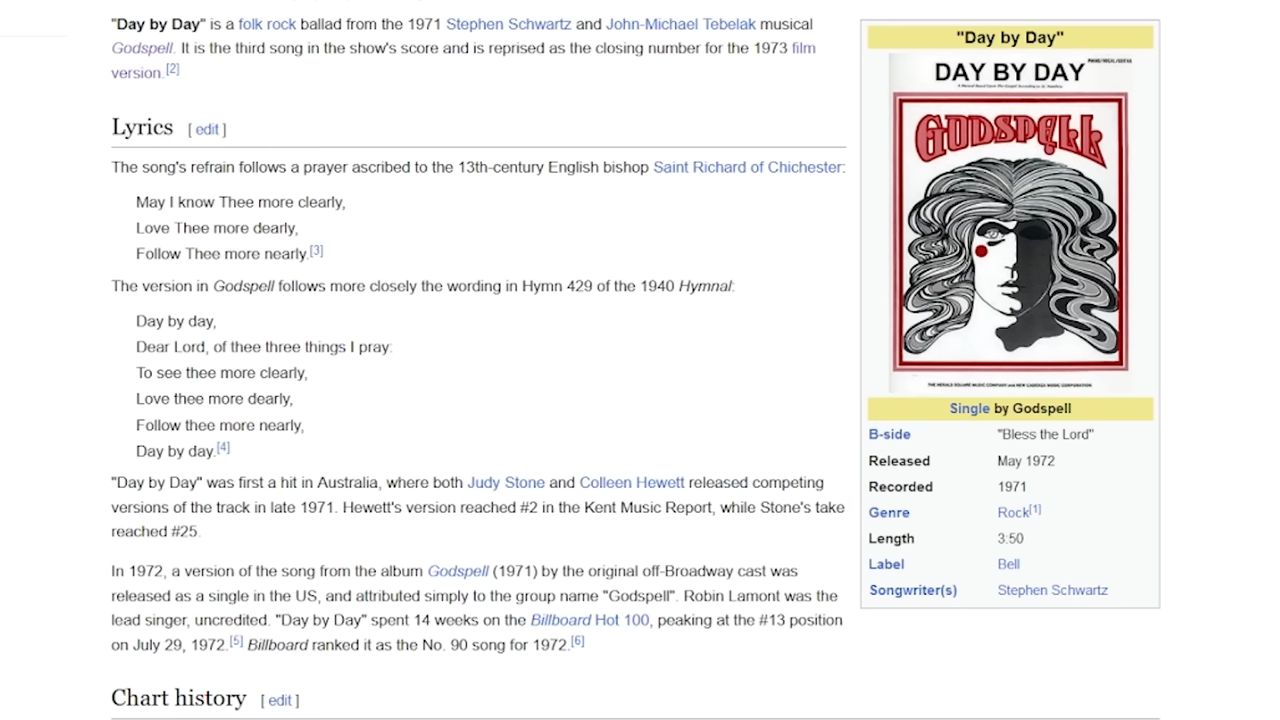 "Day by Day" is a folk rock ballad from the 1971 Stephen Schwartz and John-Michael Tebelak musical
Godspell. It is the third song in the show's score and is reprised as the closing number for the 1973 film
version.[2]
Lyrics [ edit ]
The song's refrain follows a prayer ascribed to the 13th-century English bishop Saint Richard of Chichester:
May I know Thee more clearly,
Love Thee more dearly,
Follow Thee more nearly.[3]
The version in Godspell follows more closely the wording in Hymn 429 of the 1940 Hymnal:
Day by day,
Dear Lord, of thee three things I pray:
To see thee more clearly,
Love thee more dearly,
Follow thee more nearly,
Day by day.[4]
"Day by Day" was first a hit in Australia, where both Judy Stone and Colleen Hewett released competing
versions of the track in late 1971. Hewett's version reached #2 in the Kent Music Report, while Stone's take
reached #25.
In 1972, a version of the song from the album Godspell (1971) by the original off-Broadway cast was
released as a single in the US, and attributed simply to the group name "Godspell". Robin Lamont was the
lead singer, uncredited. "Day by Day" spent 14 weeks on the Billboard Hot 100, peaking at the #13 position
on July 29, 1972.[5] Billboard ranked it as the No. 90 song for 1972.[6]
Chart history [ edit ]
"Day by Day"
PIANO/VOCAL/GUITAR
DAY BY DAY
GODSPELL
THE HERALD SQUARE MUSIC COMPANY and NEW CADENZA MUSIC CORPORATION
Single by Godspell
B-side "Bless the Lord"
Released May 1972
Recorded 1971
Genre Rock[1]
Length 3:50
Label Bell
Songwriter(s) Stephen Schwartz